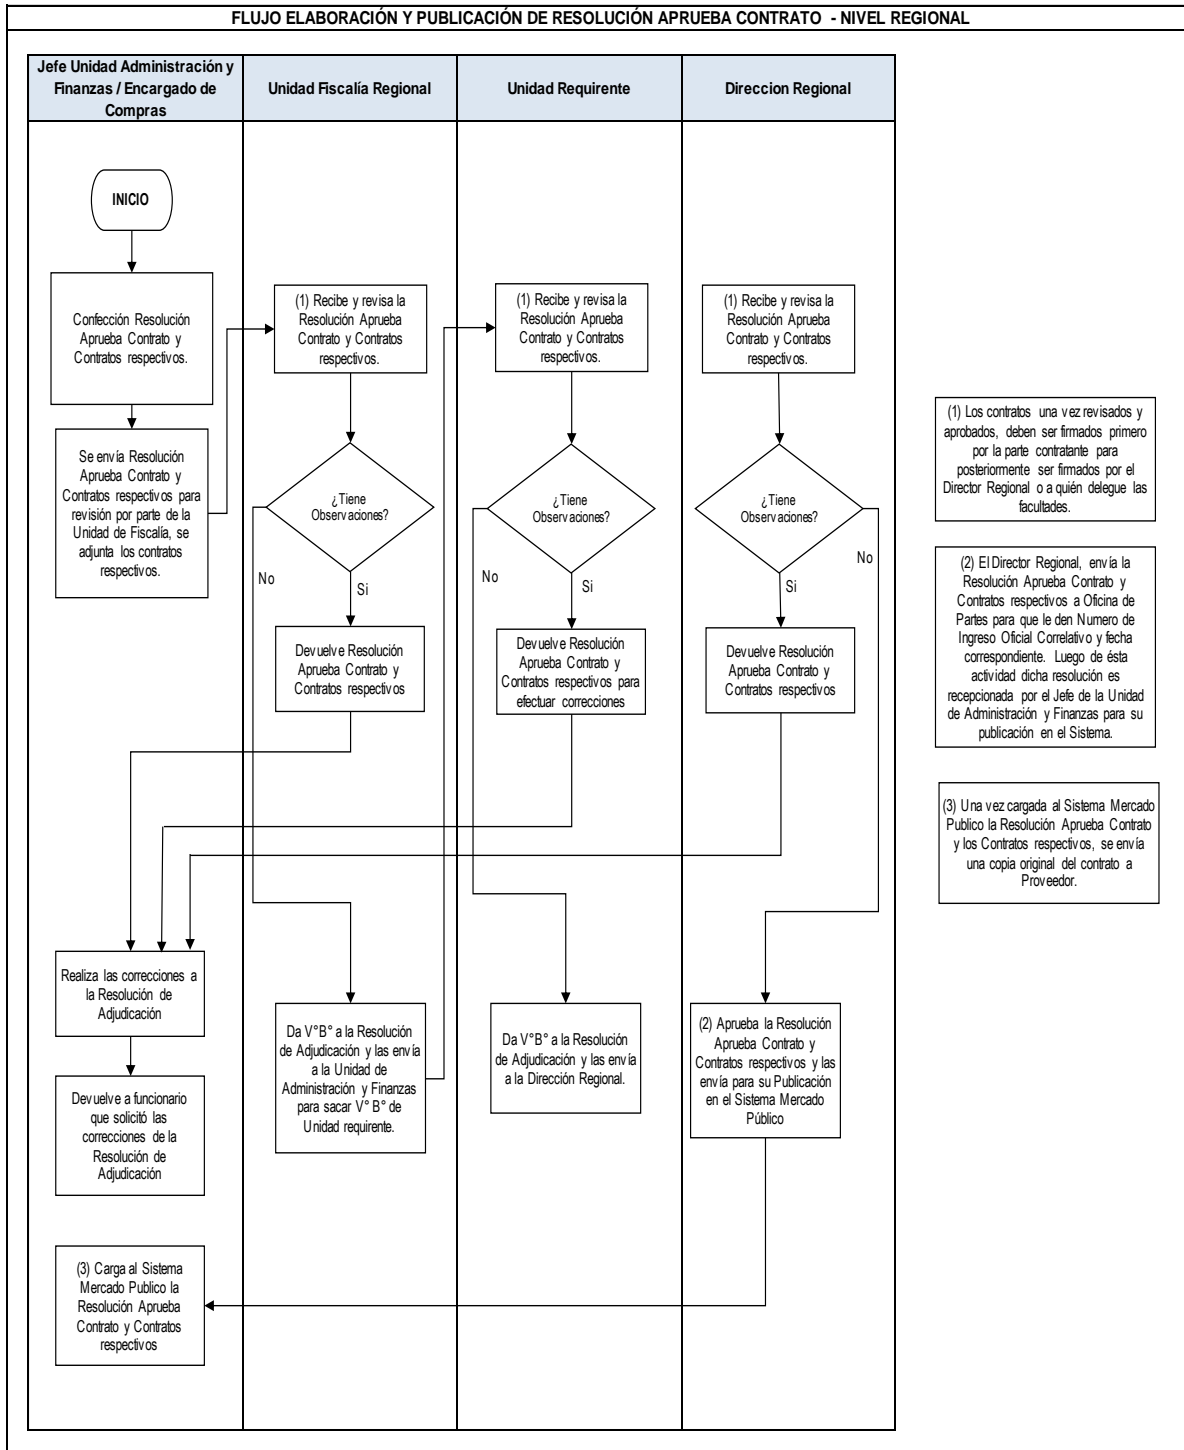 FLUJO ELABORACIÓN Y PUBLICACIÓN DE RESOLUCIÓN APRUEBA CONTRATO - NIVEL REGIONAL
Jefe Unidad Administración y
Finanzas / Encargado de
Compras
Unidad Fiscalía Regional
Unidad Requirente
Direccion Regional
INICIO
Confección Resolución
Aprueba Contrato y
Contratos respectivos.
Se envía Resolución
Aprueba Contrato y
Contratos respectivos para
revisión por parte de la
Unidad de Fiscalía, se
adjunta los contratos
respectivos.
(1) Recibe y revisa la
Resolución Aprueba
Contrato y Contratos
respectivos.
¿Tiene
Observaciones?
No
Si
Devuelve Resolución
Aprueba Contrato y
Contratos respectivos
(1) Recibe y revisa la
Resolución Aprueba
Contrato y Contratos
respectivos.
¿Tiene
Observaciones?
No
Si
Devuelve Resolución
Aprueba Contrato y
Contratos respectivos para
efectuar correcciones
(1) Recibe y revisa la
Resolución Aprueba
Contrato y Contratos
respectivos.
¿Tiene
Observaciones?
No
Si
Devuelve Resolución
Aprueba Contrato y
Contratos respectivos
Realiza las correcciones a
la Resolución de
Adjudicación
Devuelve a funcionario
que solicitó las
correcciones de la
Resolución de
Adjudicación
Da V°B° a la Resolución
de Adjudicación y las envía
a la Unidad de
Administración y Finanzas
para sacar V° B° de
Unidad requirente.
Da V°B° a la Resolución
de Adjudicación y las envía
a la Dirección Regional.
(2) Aprueba la Resolución
Aprueba Contrato y
Contratos respectivos y las
envía para su Publicación
en el Sistema Mercado
Público
(3) Carga al Sistema
Mercado Publico la
Resolución Aprueba
Contrato y Contratos
respectivos
(1) Los contratos una vez revisados y
aprobados, deben ser firmados primero
por la parte contratante para
posteriormente ser firmados por el
Director Regional o a quién delegue las
facultades.
(2) El Director Regional, envía la
Resolución Aprueba Contrato y
Contratos respectivos a Oficina de
Partes para que le den Numero de
Ingreso Oficial Correlativo y fecha
correspondiente. Luego de ésta
actividad dicha resolución es
recepcionada por el Jefe de la Unidad
de Administración y Finanzas para su
publicación en el Sistema.
(3) Una vez cargada al Sistema Mercado
Publico la Resolución Aprueba Contrato
y los Contratos respectivos, se envía
una copia original del contrato a
Proveedor.